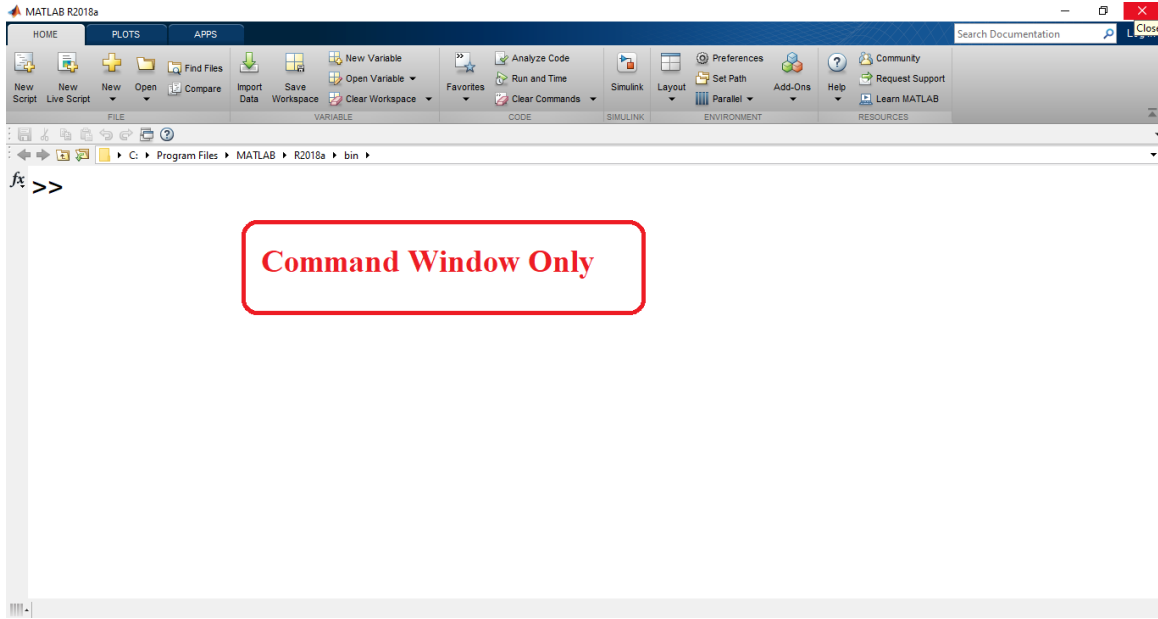 MATLAB R2018a
HOME PLOTS APPS
Search Documentation
Close
New Script
New Live Script
New
Open
Find Files
Compare
FILE
Import Data
Save Workspace
New Variable
Open Variable
Clear Workspace
VARIABLE
Favorites
Analyze Code
Run and Time
Clear Commands
CODE
Simulink
SIMULINK
Layout
Preferences
Set Path
Parallel
Add-Ons
ENVIRONMENT
Help
Community
Request Support
Learn MATLAB
RESOURCES
C: Program Files MATLAB R2018a bin
fx >>
Command Window Only